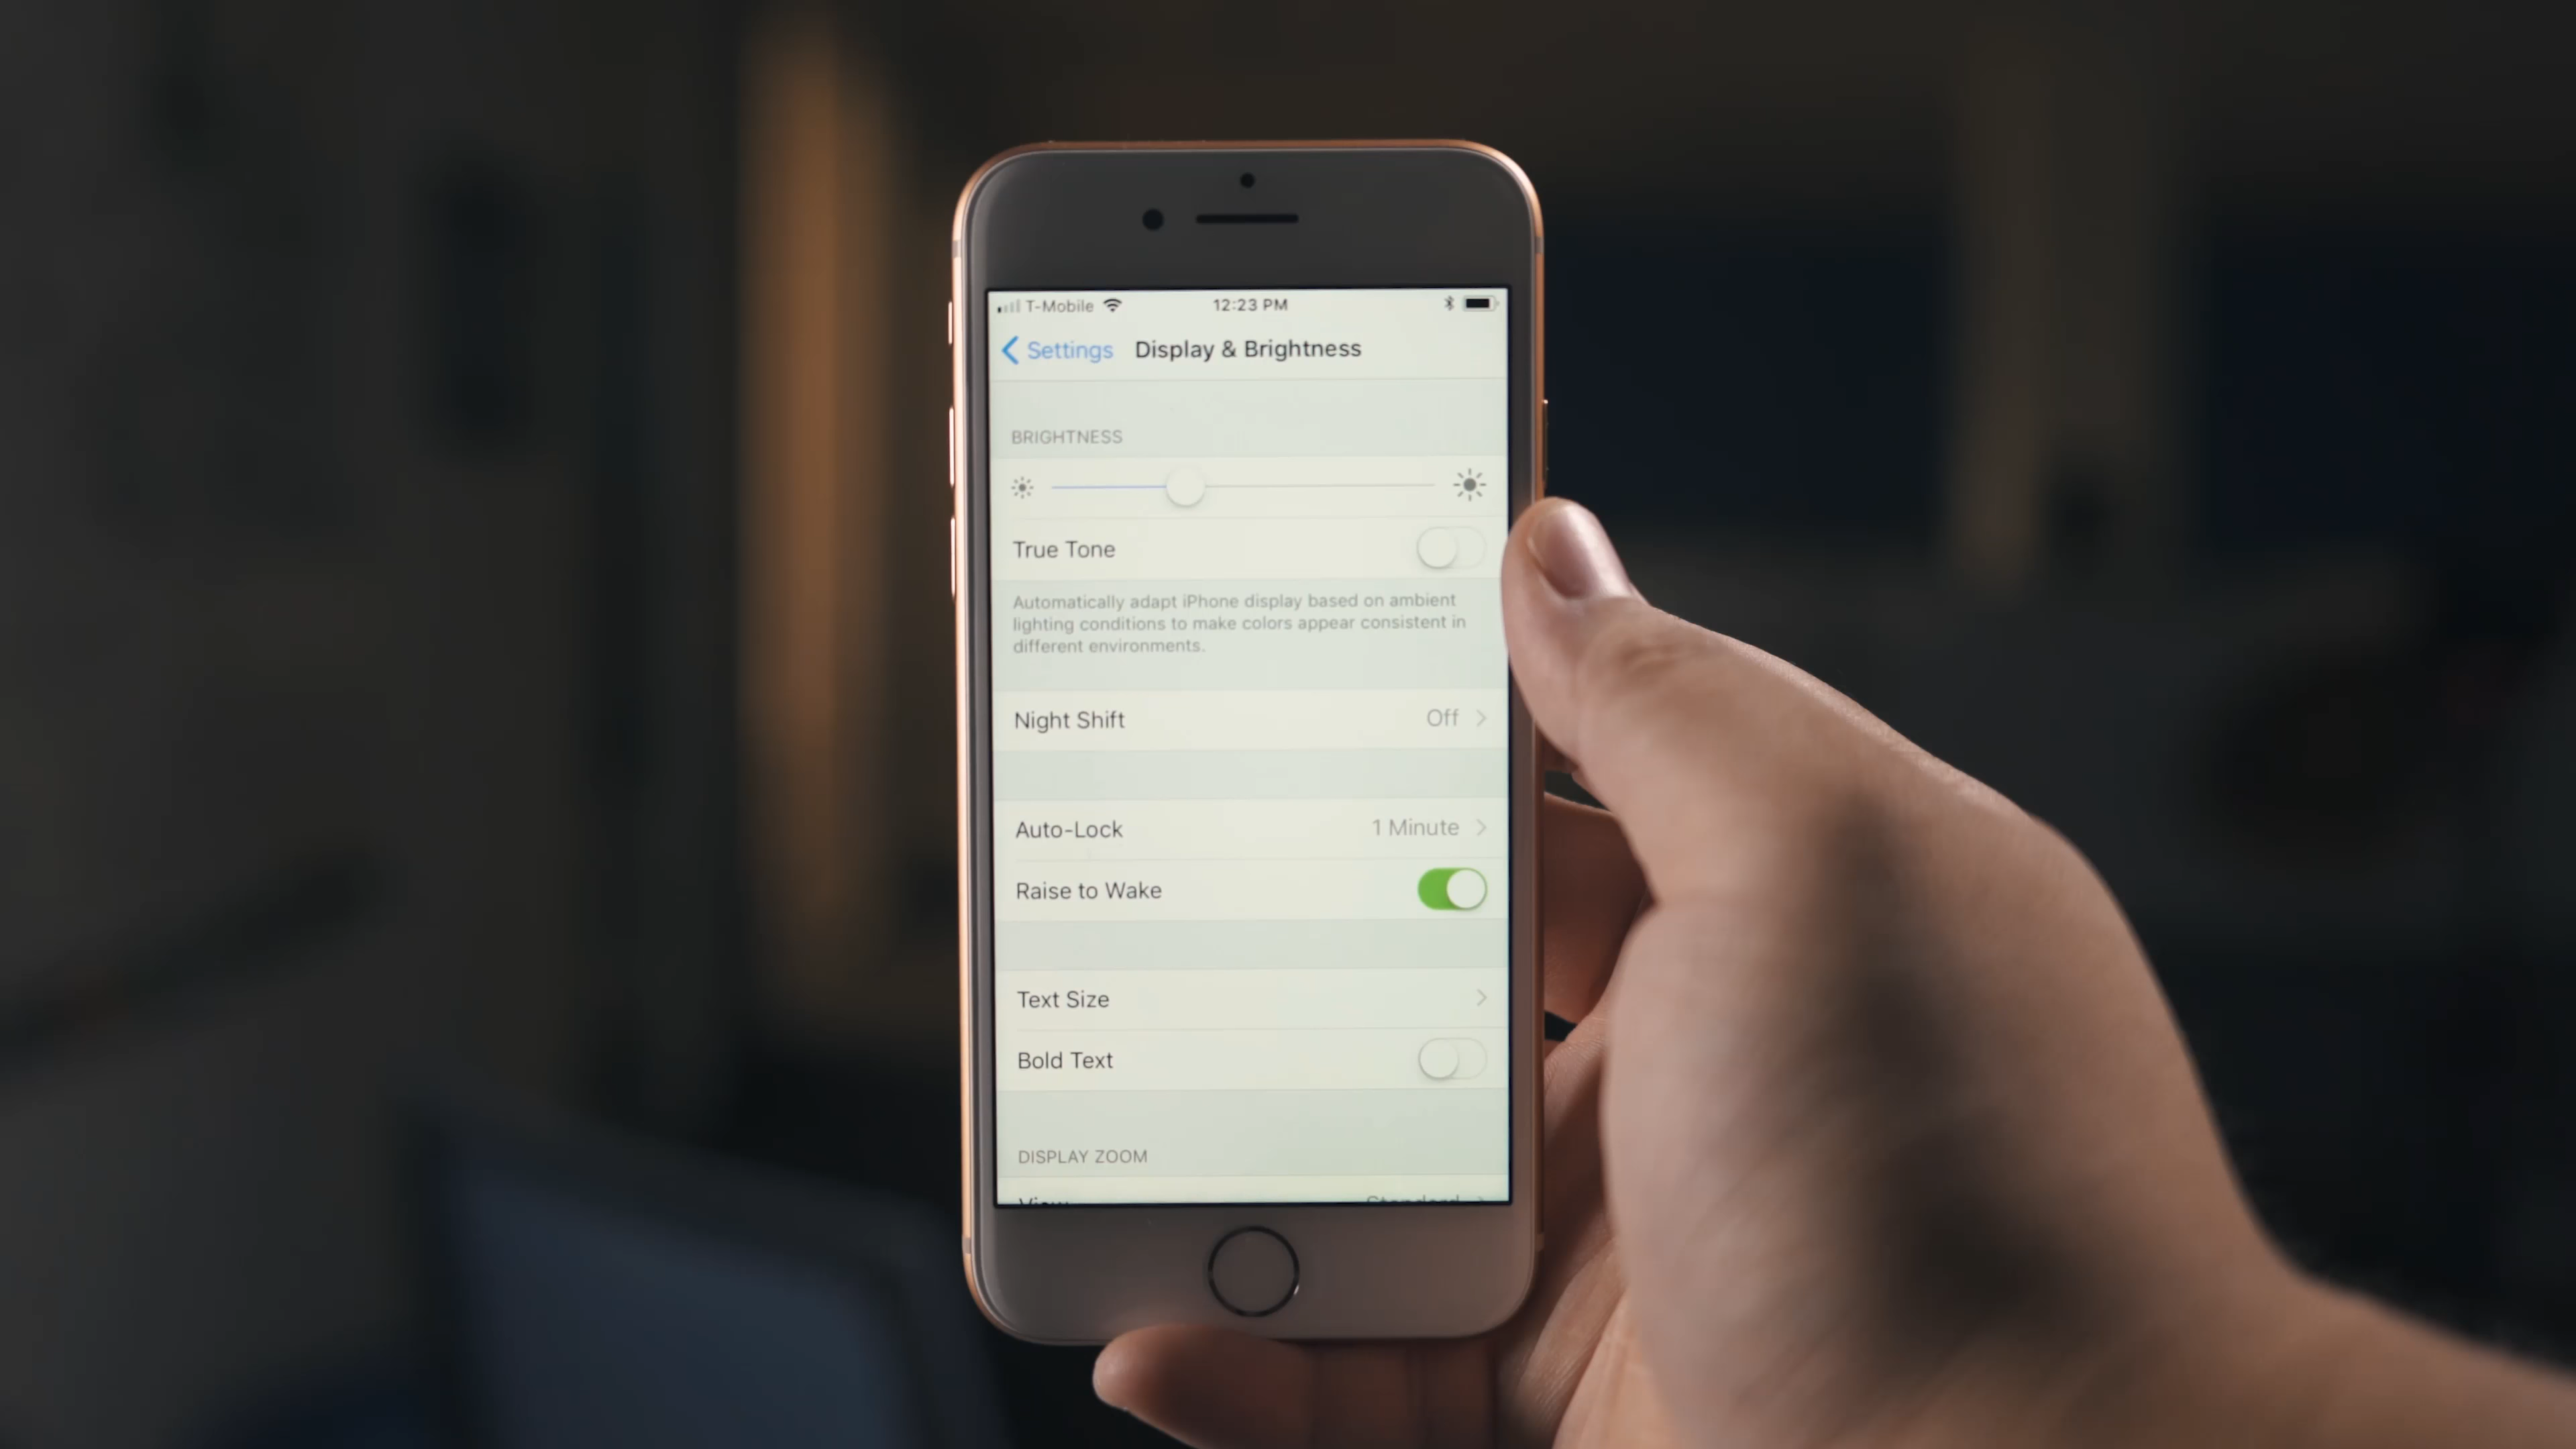 T-Mobile 12:23 PM
Settings Display & Brightness
BRIGHTNESS
True Tone
Automatically adapt iPhone display based on ambient
lighting conditions to make colors appear consistent in
different environments.
Night Shift Off
Auto-Lock 1 Minute
Raise to Wake
Text Size
Bold Text
DISPLAY ZOOM
View Standard